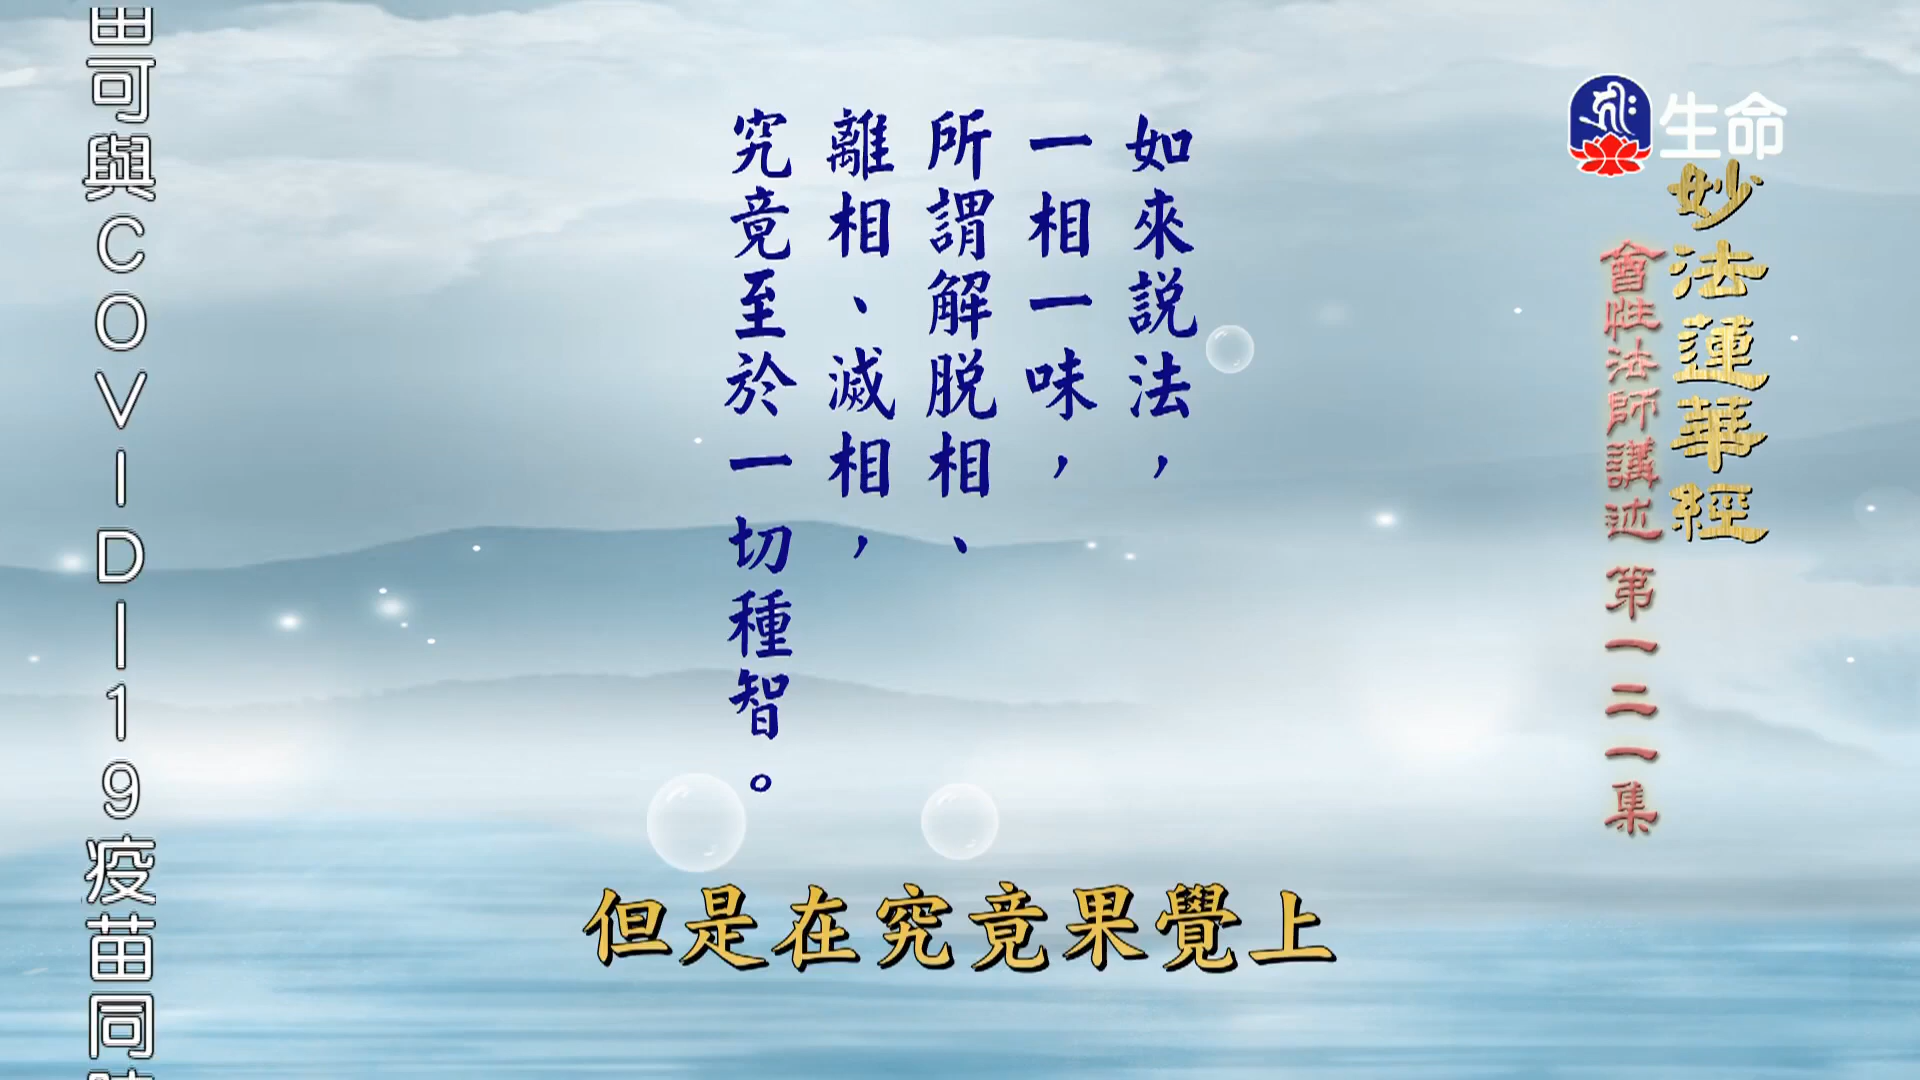 生命
妙法蓮華經
會性法師講述 第一二一集
如來説法，
一相一味，
所謂解脱相、
離相、滅相，
究竟至於一切種智。
但是在究竟果覺上
可與COVID-19疫苗同